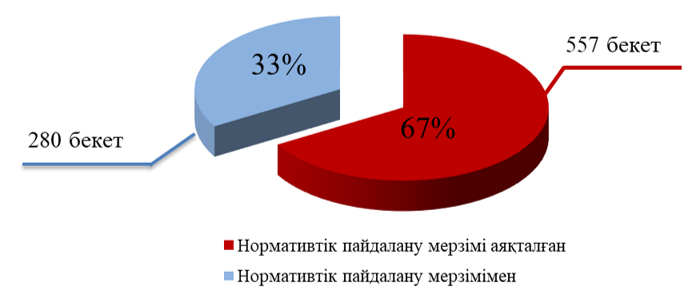 557 бекет
33%
67%
280 бекет
Нормативтік пайдалану мерзімі аяқталған
Нормативтік пайдалану мерзімімен